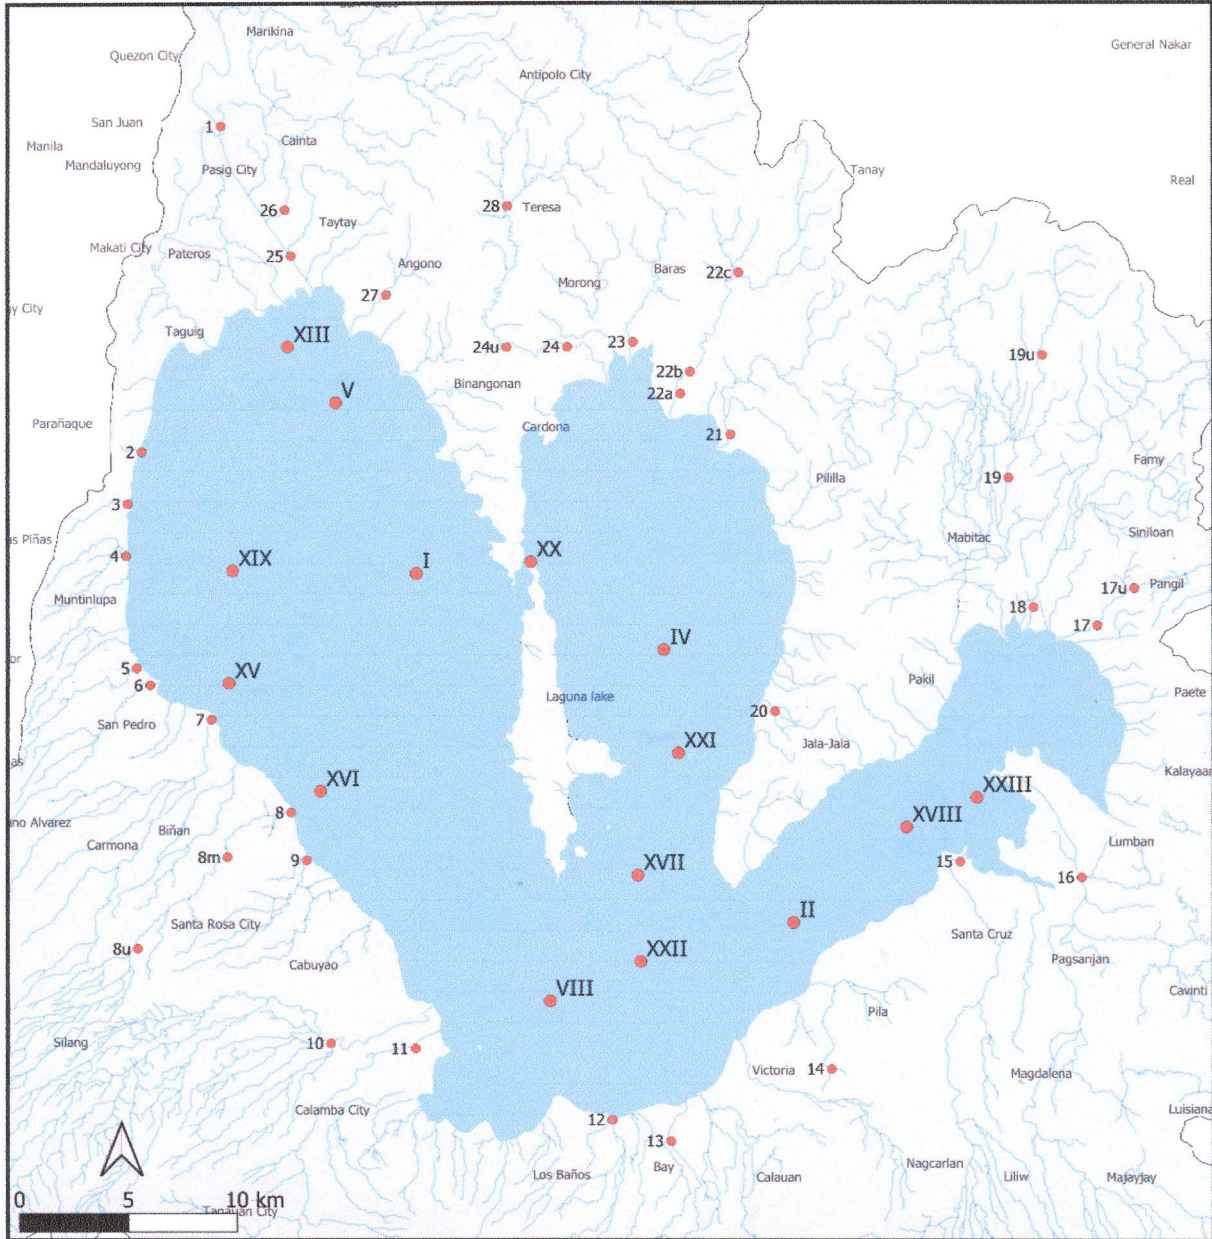 Marikina
Quezon City
General Nakar
Antipolo City
San Juan
1
Cainta
Manila
Mandaluyong
Pasig City
Tanay
Real
26
28
Teresa
Taytay
Makati City
Pateros
25
Angono
Baras
22c
Morong
27
y City
Taguig
XIII
24u
24
23
19u
22b
Binangonan
22a
V
Parañaque
Cardona
21
2
Famy
Pililla
19
3
Siniloan
as Piñas
Mabitac
4
XIX
I
XX
17u
Pangil
Muntinlupa
18
17
IV
or
5
XV
6
Pakil
Paete
Laguna lake
San Pedro
7
20
Jala-Jala
XXI
as
Kalayaan
XVI
XXIII
8
ano Alvarez
Biñan
XVIII
Carmona
Lumban
8m
9
XVII
15
16
II
Santa Rosa City
Santa Cruz
8u
Cabuyao
XXII
Pagsanjan
VIII
Cavinti
Pila
Silang
10
11
Victoria
14
Magdalena
Calamba City
12
Luisiana
13
Los Baños
Bay
Calauan
Nagcarlan
Liliw
Majayjay
0 5 10 km
Tanauan City